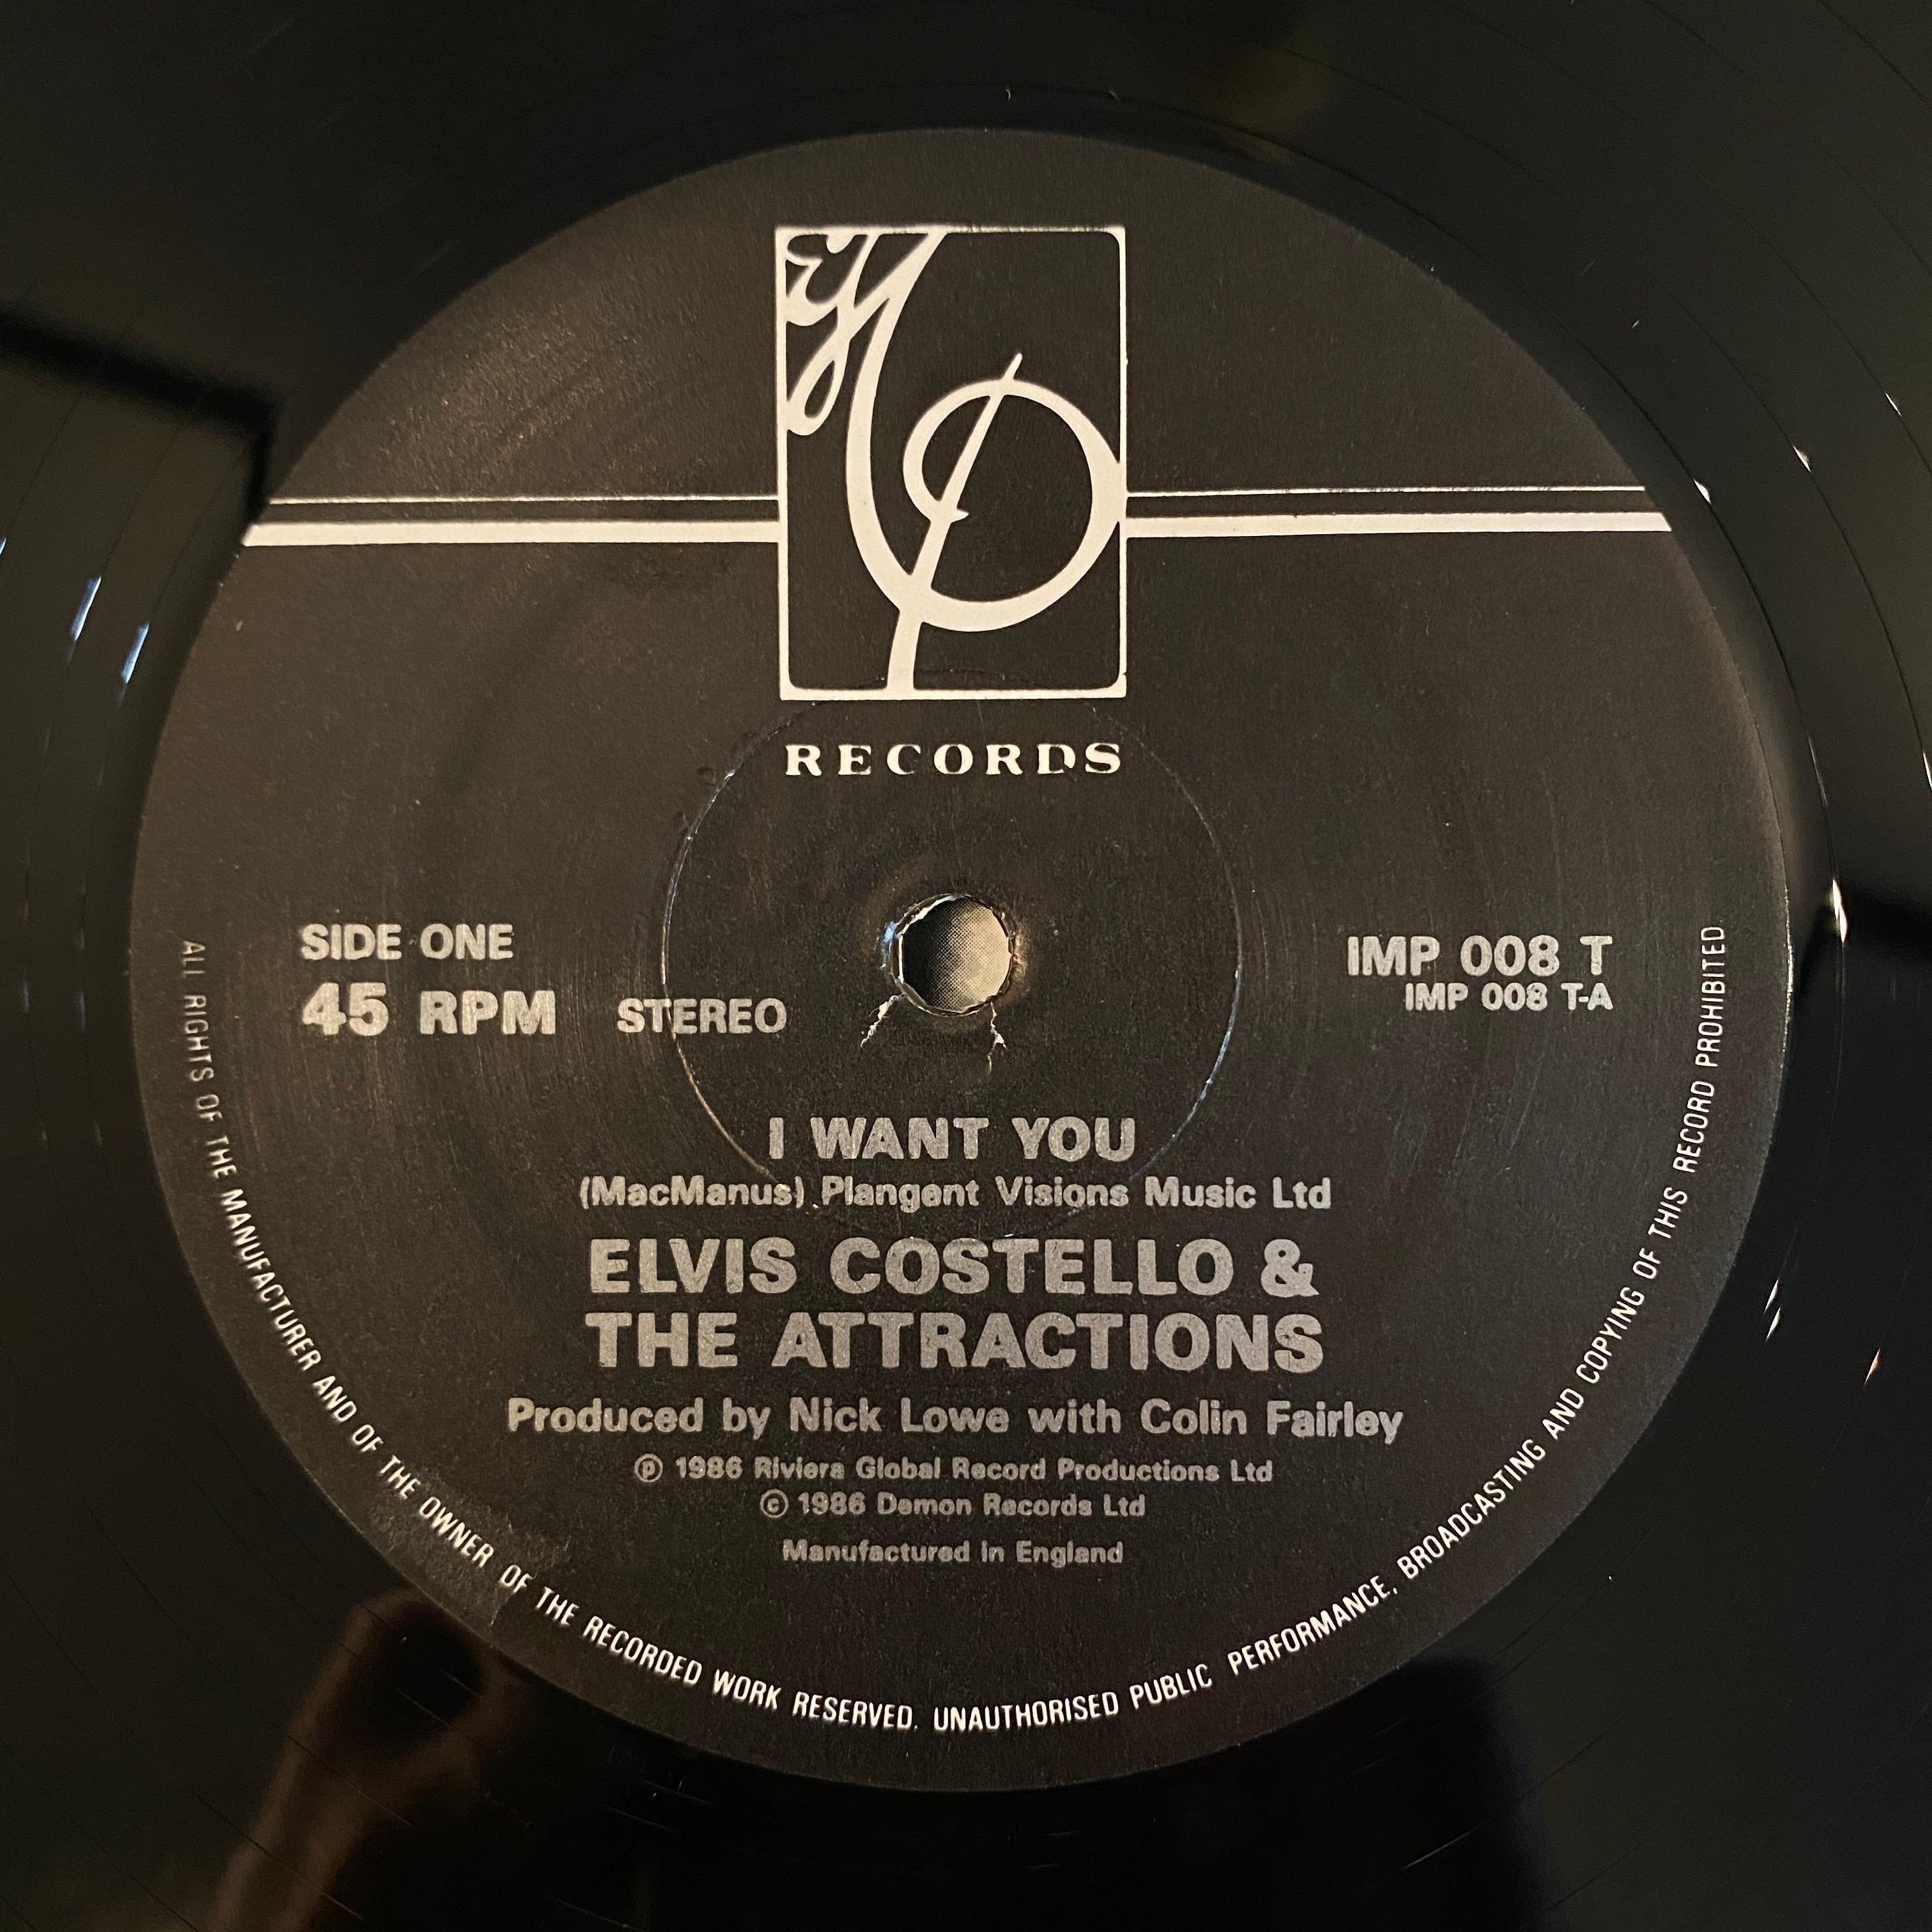 RECORDS
SIDE ONE
45 RPM STEREO
IMP 008 T
IMP 008 T-A
I WANT YOU
(MacManus) Plangent Visions Music Ltd
ELVIS COSTELLO &
THE ATTRACTIONS
Produced by Nick Lowe with Colin Fairley
℗ 1986 Riviera Global Record Productions Ltd
© 1986 Demon Records Ltd
Manufactured in England
ALL RIGHTS OF THE MANUFACTURER AND OF THE OWNER OF THE RECORDED WORK RESERVED. UNAUTHORISED PUBLIC PERFORMANCE, BROADCASTING AND COPYING OF THIS RECORD PROHIBITED